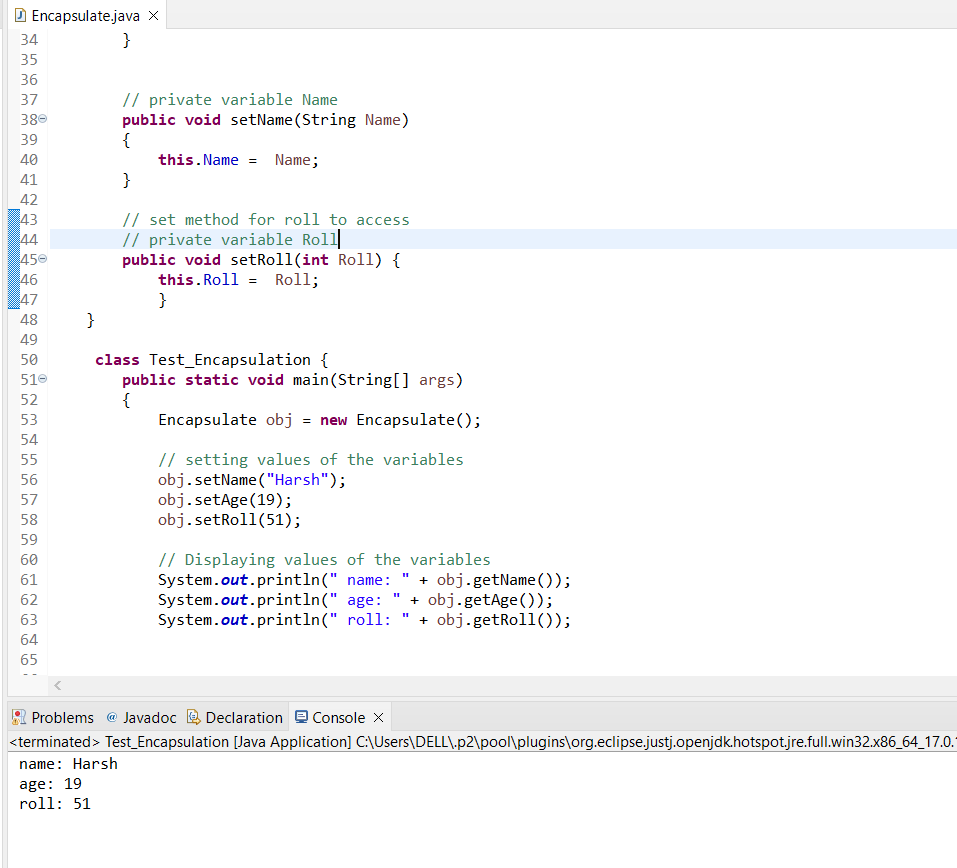 Encapsulate.java
34 }
35
36
37 // private variable Name
38 public void setName(String Name)
39 {
40 this.Name =  Name;
41 }
42
43 // set method for roll to access
44 // private variable Roll
45 public void setRoll(int Roll) {
46 this.Roll =  Roll;
47 }
48 }
49
50 class Test_Encapsulation {
51 public static void main(String[] args)
52 {
53 Encapsulate obj = new Encapsulate();
54
55 // setting values of the variables
56 obj.setName("Harsh");
57 obj.setAge(19);
58 obj.setRoll(51);
59
60 // Displaying values of the variables
61 System.out.println(" name: " + obj.getName());
62 System.out.println(" age: " + obj.getAge());
63 System.out.println(" roll: " + obj.getRoll());
64
65
Problems @ Javadoc Declaration Console
<terminated> Test_Encapsulation [Java Application] C:\Users\DELL\.p2\pool\plugins\org.eclipse.justj.openjdk.hotspot.jre.full.win32.x86_64_17.0.
name: Harsh
age: 19
roll: 51